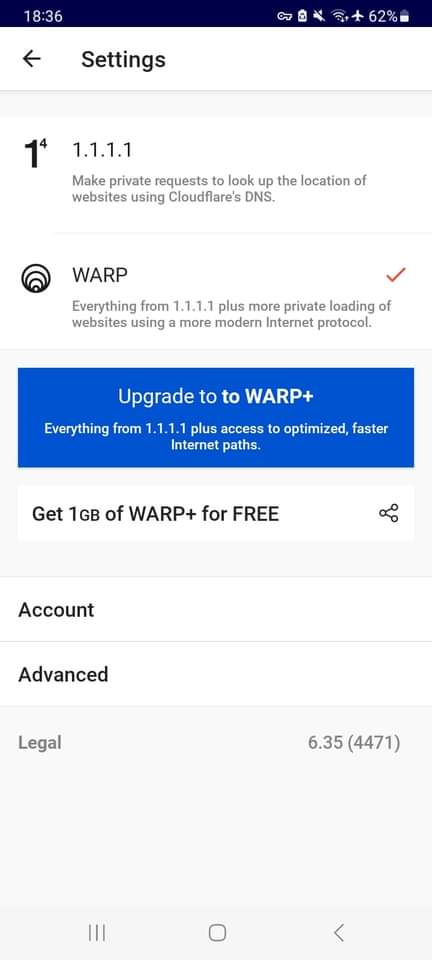 18:36
62%
Settings
1.1.1.1
Make private requests to look up the location of
websites using Cloudflare's DNS.
WARP
Everything from 1.1.1.1 plus more private loading of
websites using a more modern Internet protocol.
Upgrade to to WARP+
Everything from 1.1.1.1 plus access to optimized, faster
Internet paths.
Get 1GB of WARP+ for FREE
Account
Advanced
Legal 6.35 (4471)